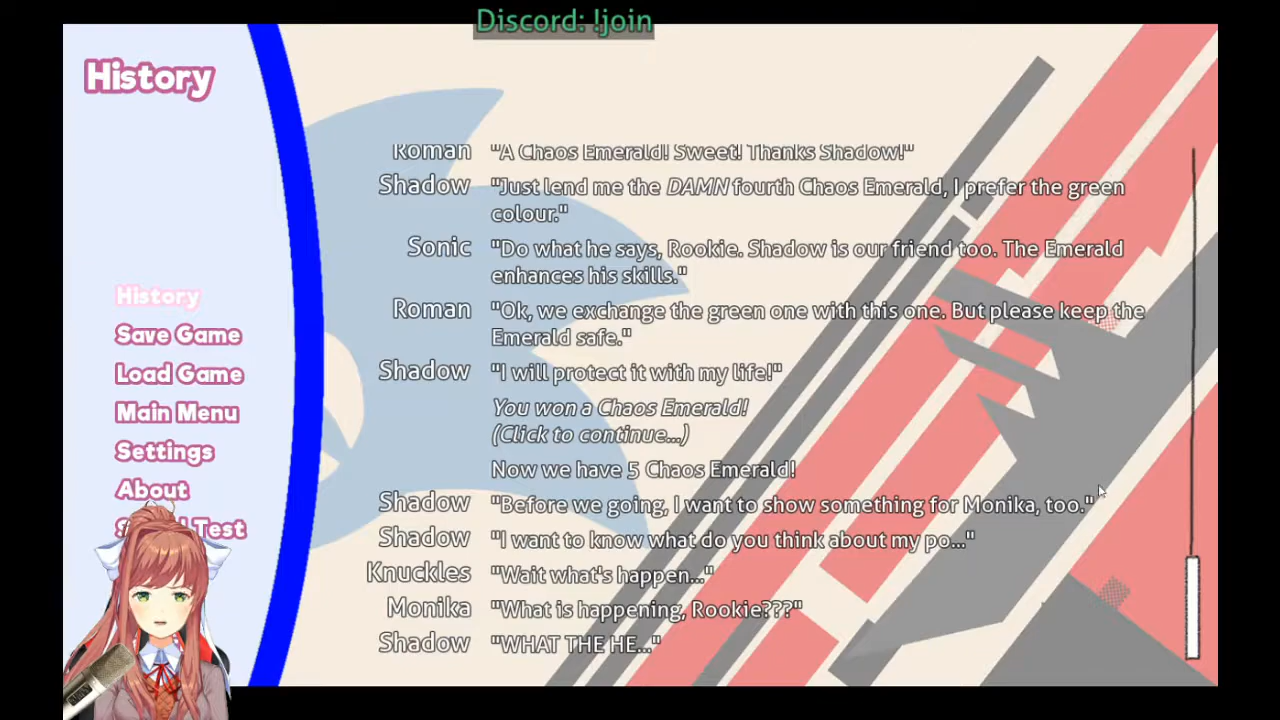 Discord: !join
History
Roman "A Chaos Emerald! Sweet! Thanks Shadow!"
Shadow "Just lend me the DAMN fourth Chaos Emerald, I prefer the green
colour."
Sonic "Do what he says, Rookie. Shadow is our friend too. The Emerald
enhances his skills."
Roman "Ok, we exchange the green one with this one. But please keep the
Emerald safe."
Shadow "I will protect it with my life!"
You won a Chaos Emerald!
(Click to continue...)
Now we have 5 Chaos Emerald!
Shadow "Before we going, I want to show something for Monika, too."
Shadow "I want to know what do you think about my po..."
Knuckles "Wait what's happen..."
Monika "What is happening, Rookie???"
Shadow "WHAT THE HE..."
History
Save Game
Load Game
Main Menu
Settings
About
Test